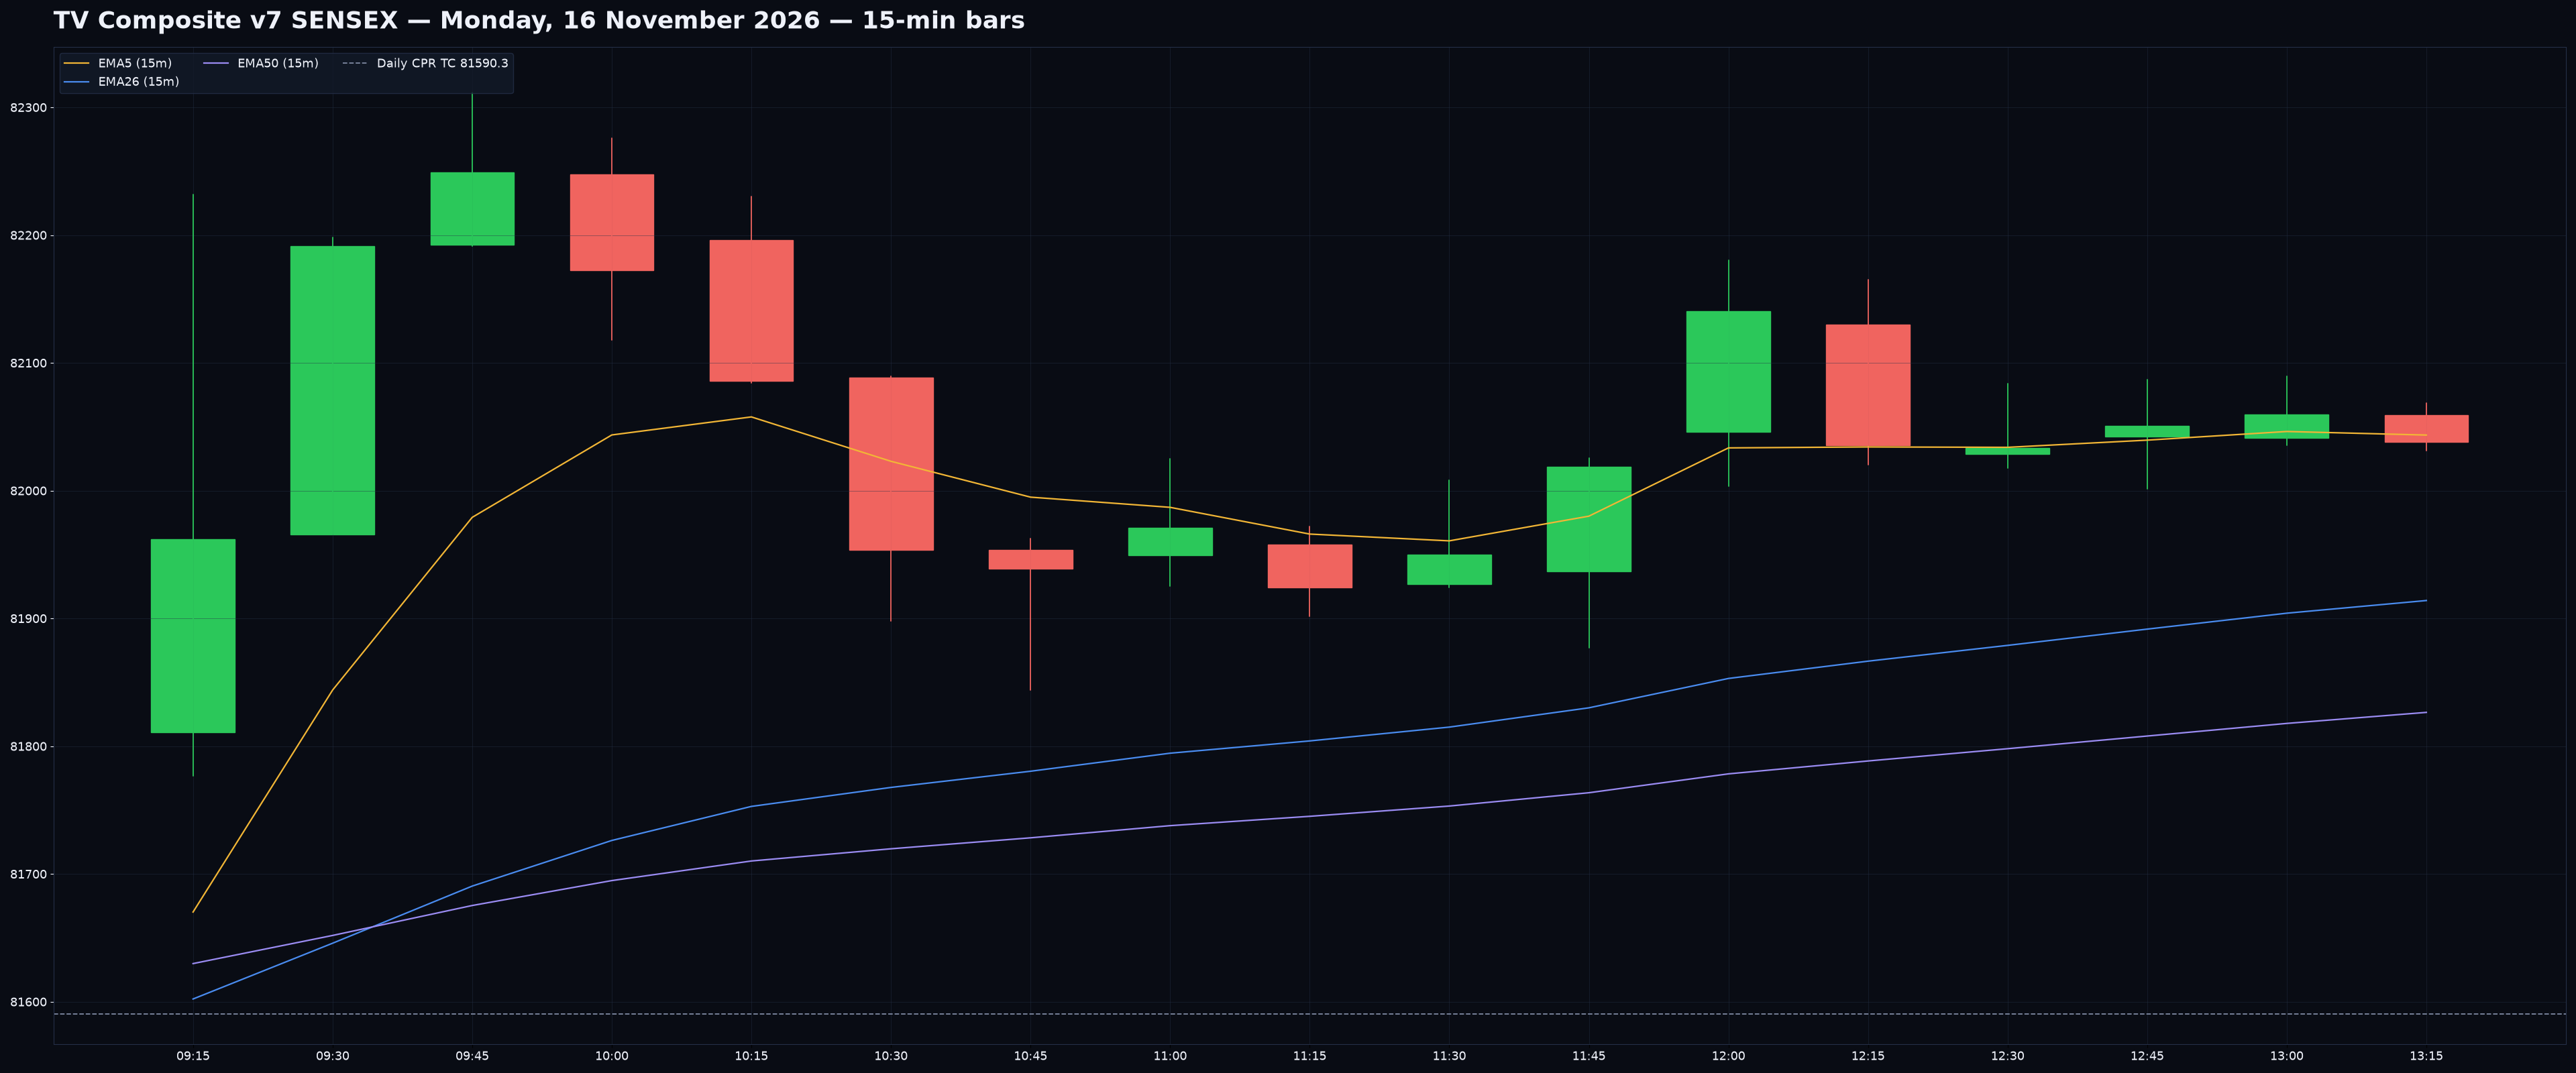 TV Composite v7 SENSEX — Monday, 16 November 2026 — 15-min bars
EMA5 (15m) EMA50 (15m) Daily CPR TC 81590.3
EMA26 (15m)
82300
82200
82100
82000
81900
81800
81700
81600
09:15 09:30 09:45 10:00 10:15 10:30 10:45 11:00 11:15 11:30 11:45 12:00 12:15 12:30 12:45 13:00 13:15